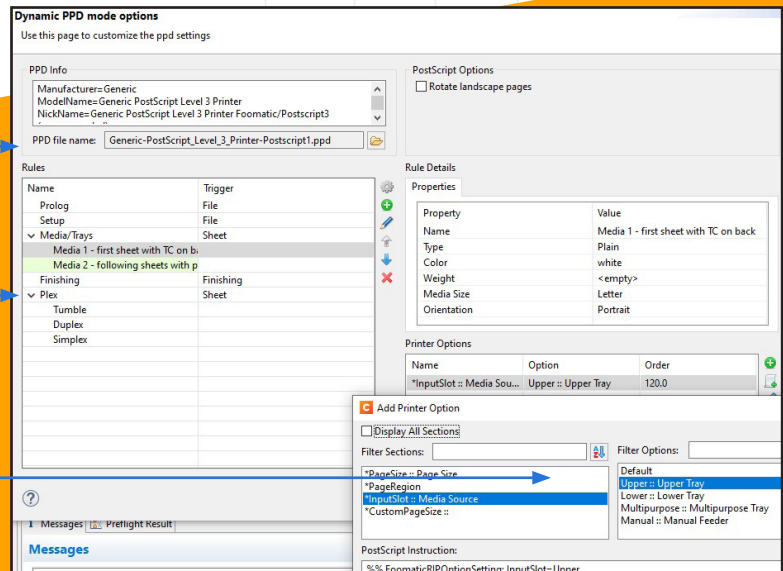 Dynamic PPD mode options
Use this page to customize the ppd settings
PPD Info
Manufacturer=Generic
ModelName=Generic PostScript Level 3 Printer
NickName=Generic PostScript Level 3 Printer Foomatic/Postscript3
PPD file name: Generic-PostScript_Level_3_Printer-Postscript1.ppd
PostScript Options
Rotate landscape pages
Rules
Name Trigger
Prolog File
Setup File
Media/Trays Sheet
Media 1 - first sheet with TC on
Media 2 - following sheets with p
Finishing Finishing
Plex Sheet
Tumble
Duplex
Simplex
Rule Details
Properties
Property Value
Name Media 1 - first sheet with TC on back
Type Plain
Color white
Weight <empty>
Media Size Letter
Orientation Portrait
Printer Options
Name Option Order
*InputSlot :: Media Sou... Upper :: Upper Tray 120.0
C Add Printer Option
Display All Sections
Filter Sections: Filter Options:
*PageSize :: Page Size
*PageRegion
*InputSlot :: Media Source
*CustomPageSize ::
Default
Upper :: Upper Tray
Lower :: Lower Tray
Multipurpose :: Multipurpose Tray
Manual :: Manual Feeder
PostScript Instruction:
%% FoomaticRIPOptionSetting: InputSlot=Upper
Messages Preflight Result
Messages